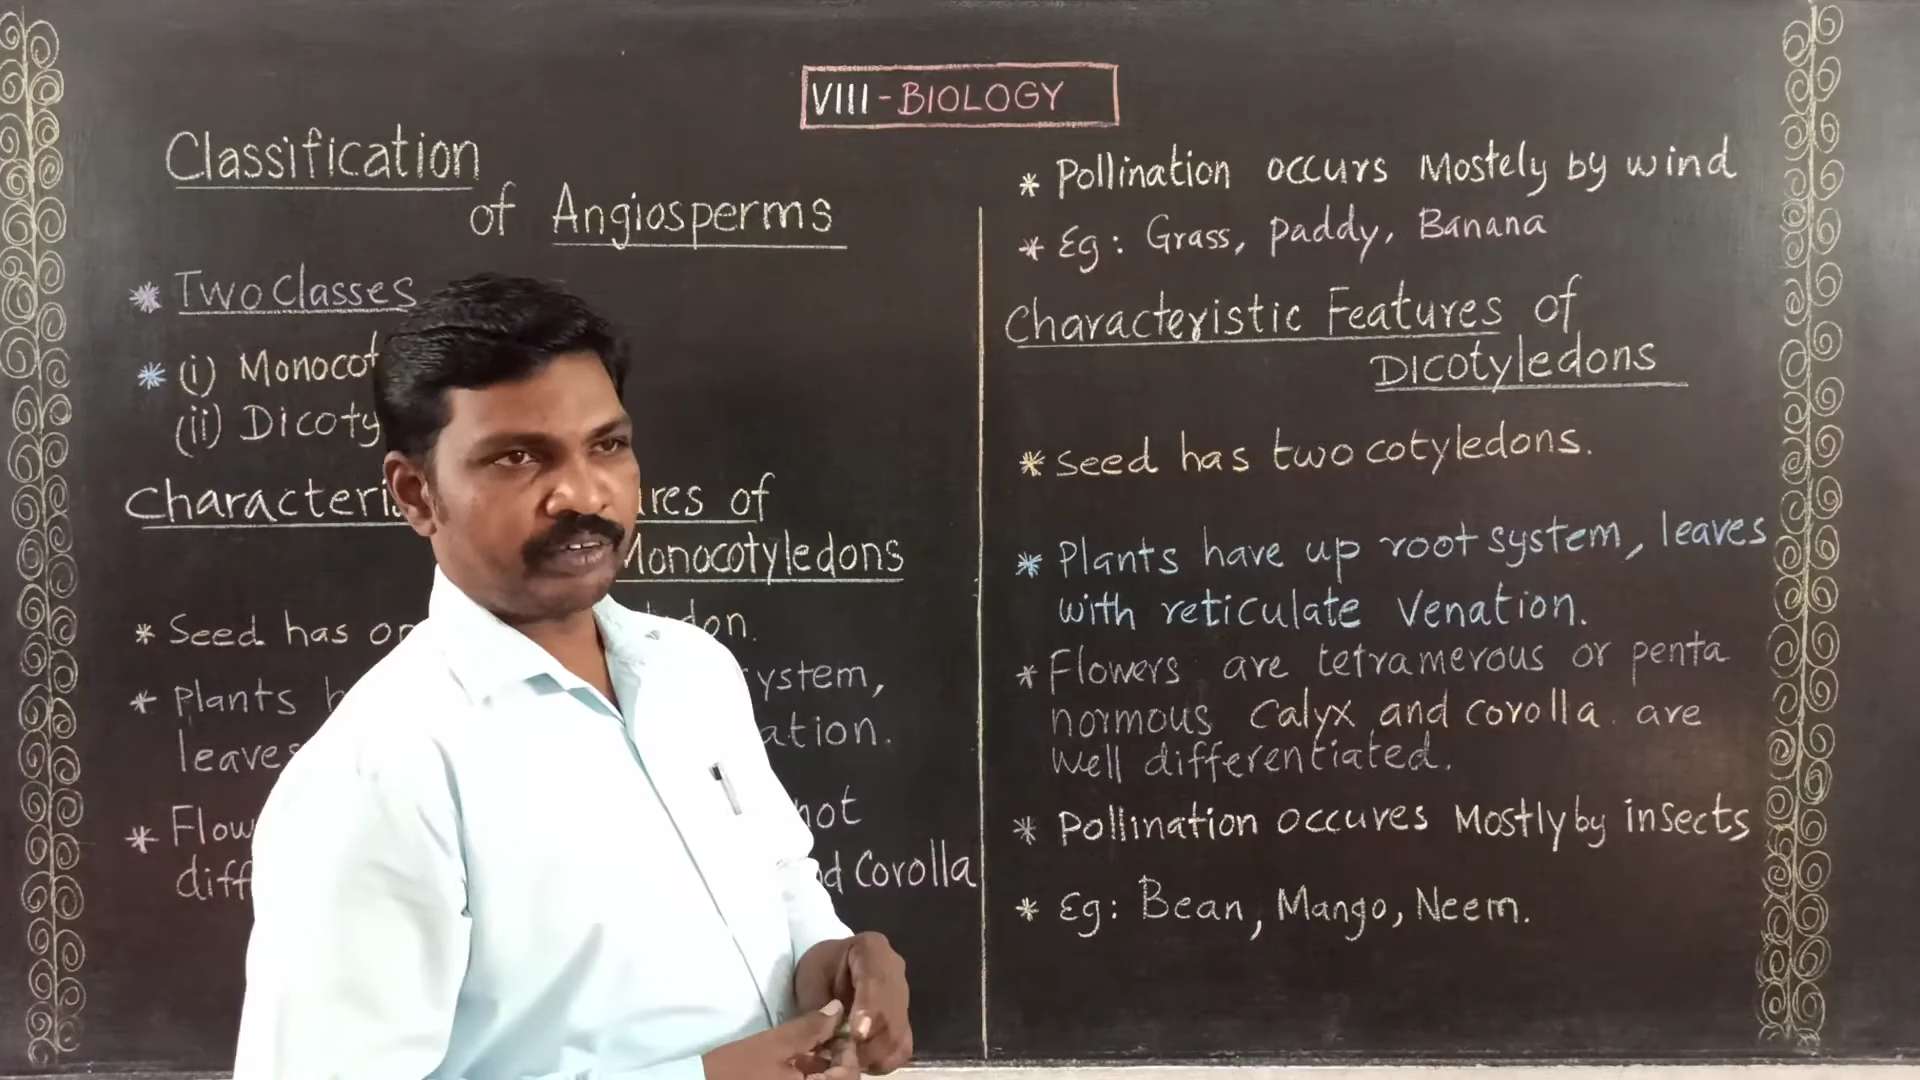 VIII - BIOLOGY
Classification
of Angiosperms
* Two Classes
* (i) Monocot
(ii) Dicoty
Characteri res of
Monocotyledons
* Seed has on don.
* Plants h ystem,
leaves ation.
* Flow not
diff d Corolla
* Pollination occurs Mostely by wind
* Eg: Grass, paddy, Banana
Characteristic Features of
Dicotyledons
* Seed has two cotyledons.
* Plants have up root system, leaves
with reticulate Venation.
* Flowers are tetramerous or penta
normous Calyx and corolla. are
well differentiated.
* Pollination occures Mostly by insects
* Eg: Bean, Mango, Neem.